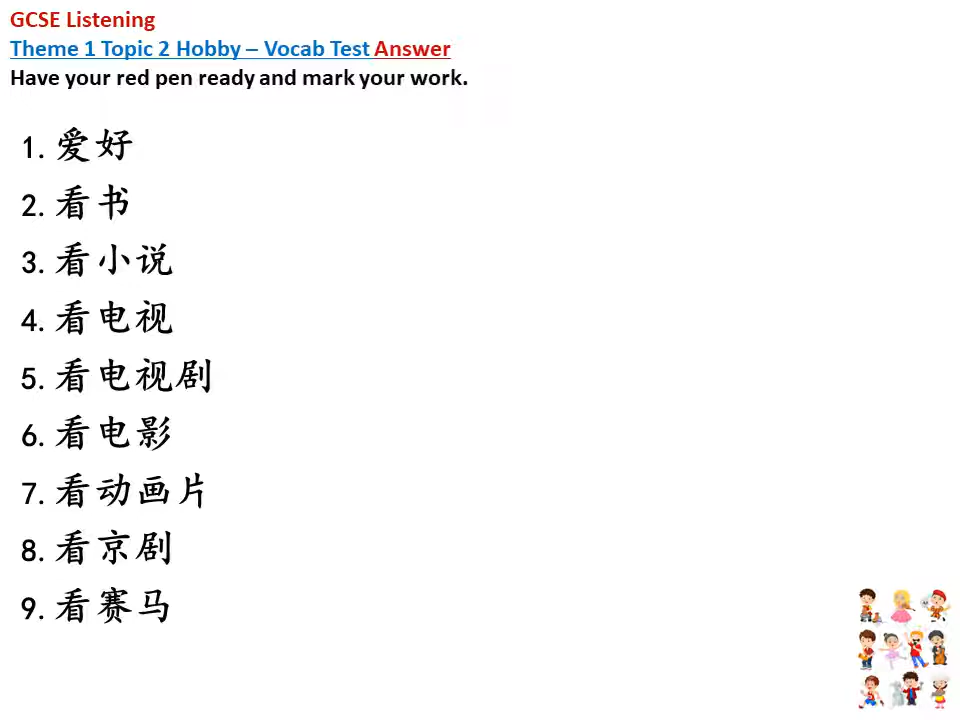 GCSE Listening
Theme 1 Topic 2 Hobby – Vocab Test Answer
Have your red pen ready and mark your work.
1. 爱好
2. 看书
3. 看小说
4. 看电视
5. 看电视剧
6. 看电影
7. 看动画片
8. 看京剧
9. 看赛马